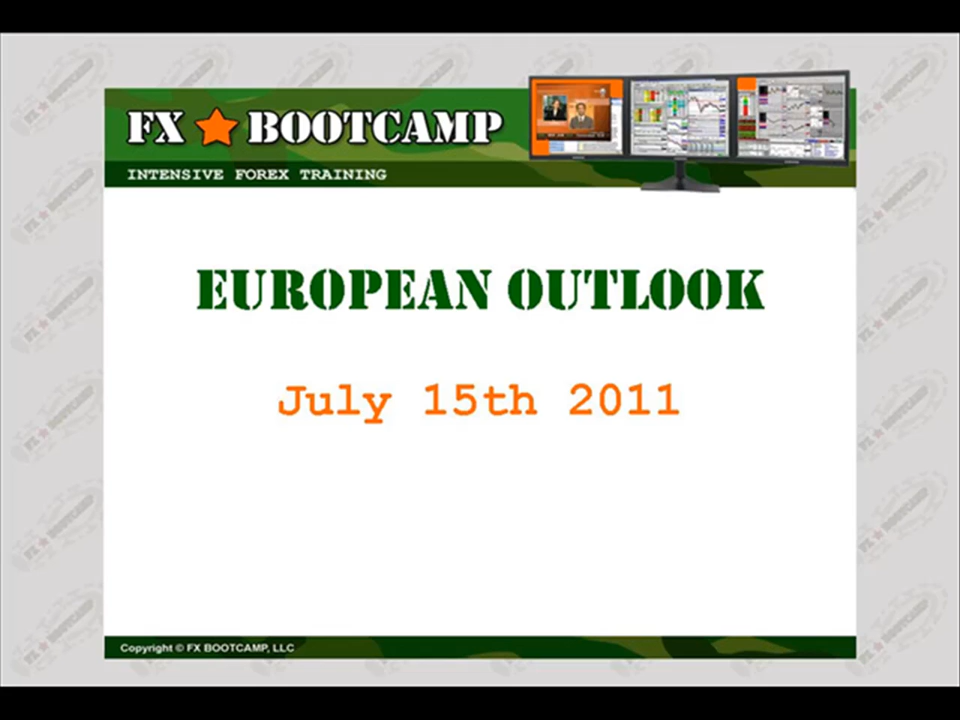 FX BOOTCAMP
INTENSIVE FOREX TRAINING
EUROPEAN OUTLOOK
July 15th 2011
Copyright © FX BOOTCAMP, LLC